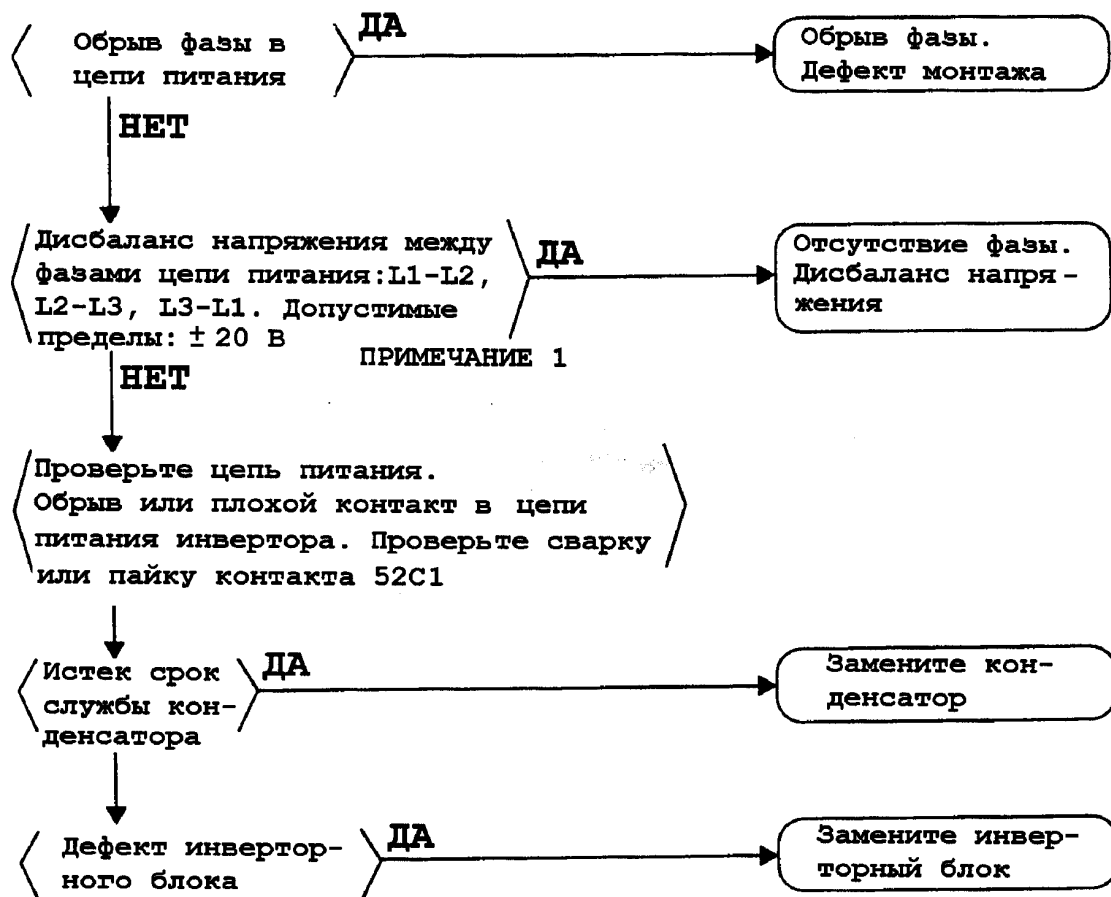 Обрыв фазы в
цепи питания
ДА
Обрыв фазы.
Дефект монтажа
НЕТ
Дисбаланс напряжения между
фазами цепи питания:L1-L2,
L2-L3, L3-L1. Допустимые
пределы: ± 20 В
ПРИМЕЧАНИЕ 1
ДА
Отсутствие фазы.
Дисбаланс напря-
жения
НЕТ
Проверьте цепь питания.
Обрыв или плохой контакт в цепи
питания инвертора. Проверьте сварку
или пайку контакта 52С1
Истек срок
службы кон-
денсатора
ДА
Замените кон-
денсатор
Дефект инвертор-
ного блока
ДА
Замените инвер-
торный блок